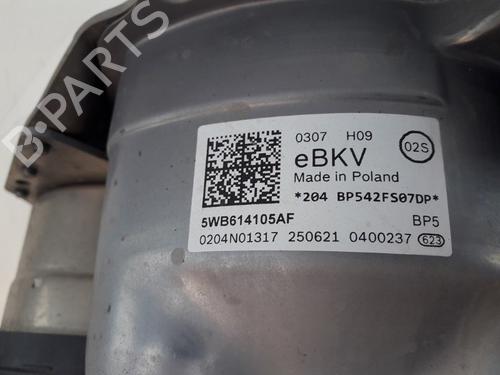 0307 H09
02S
eBKV
Made in Poland
*204 BP542FS07DP*
5WB614105AF BP5
0204N01317 250621 0400237 623
B-PARTS